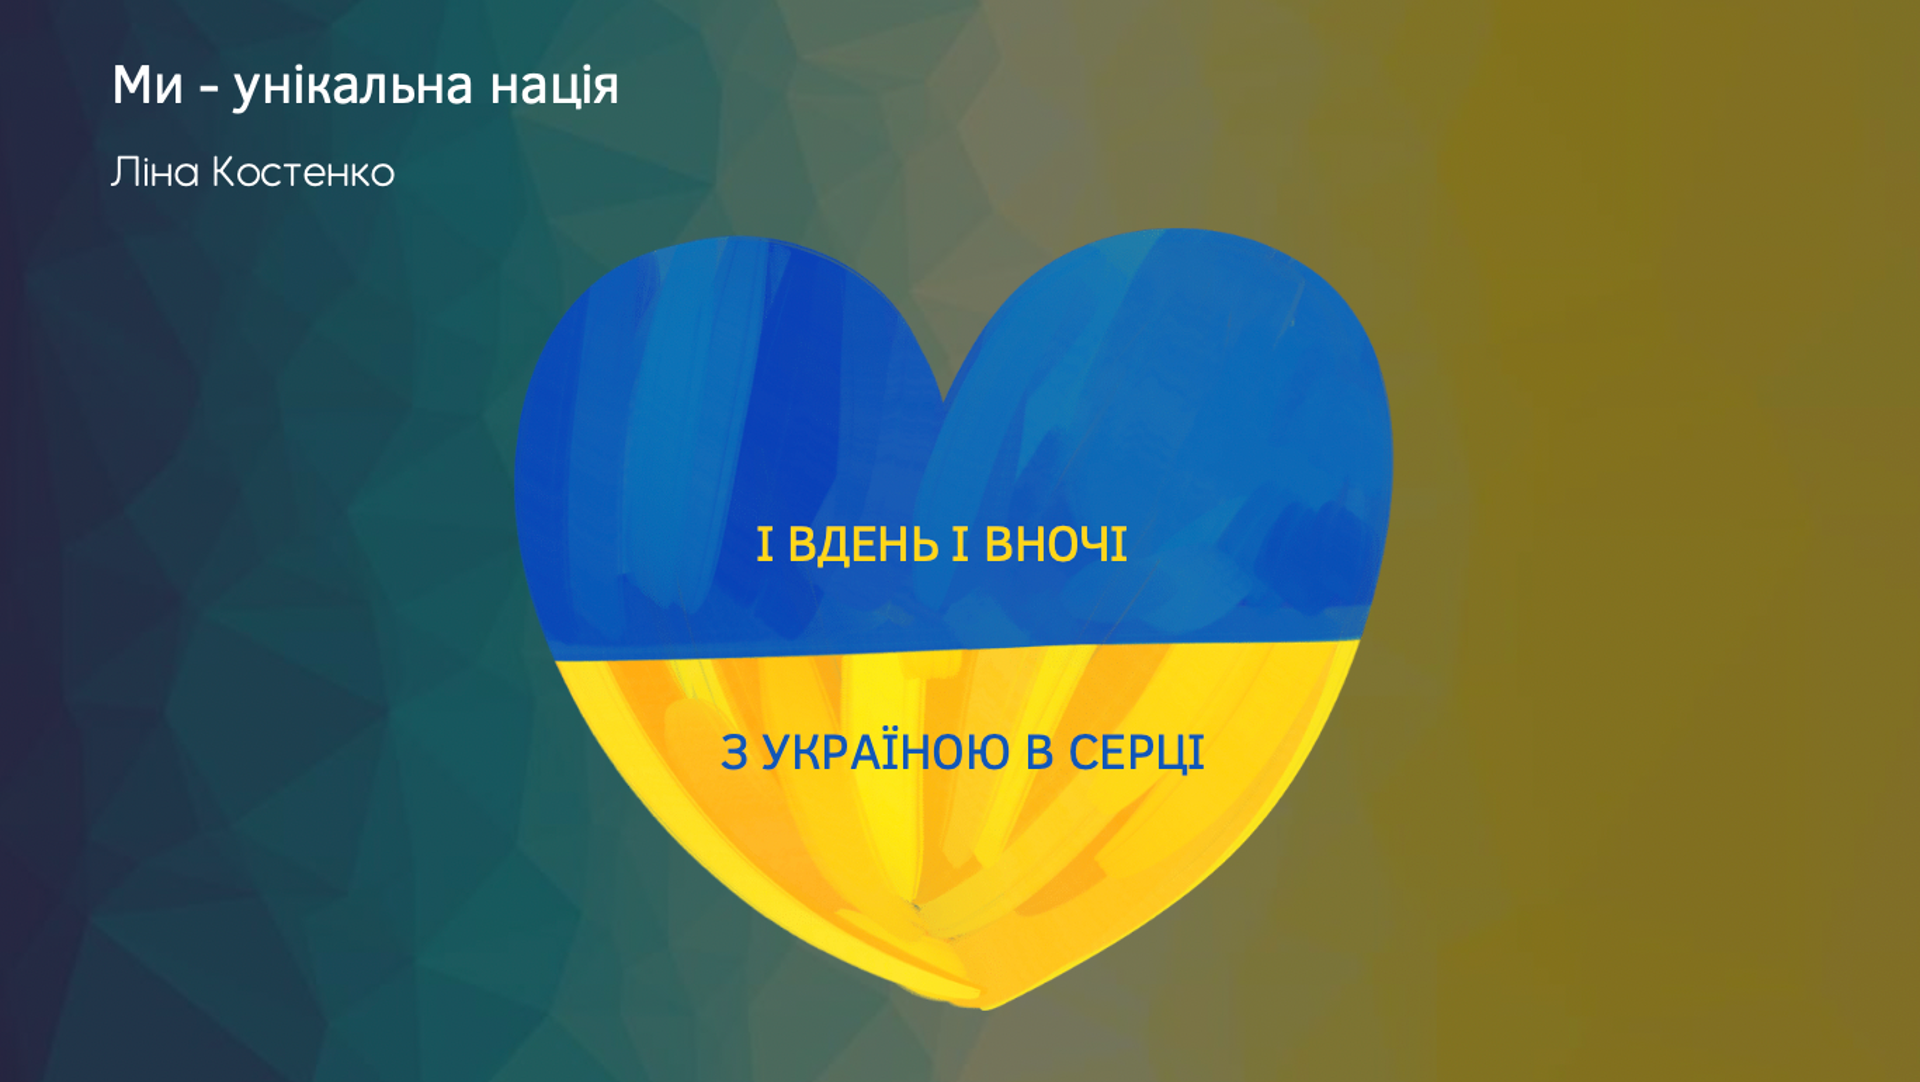 Ми - унікальна нація
Ліна Костенко
І ВДЕНЬ І ВНОЧІ
З УКРАЇНОЮ В СЕРЦІ